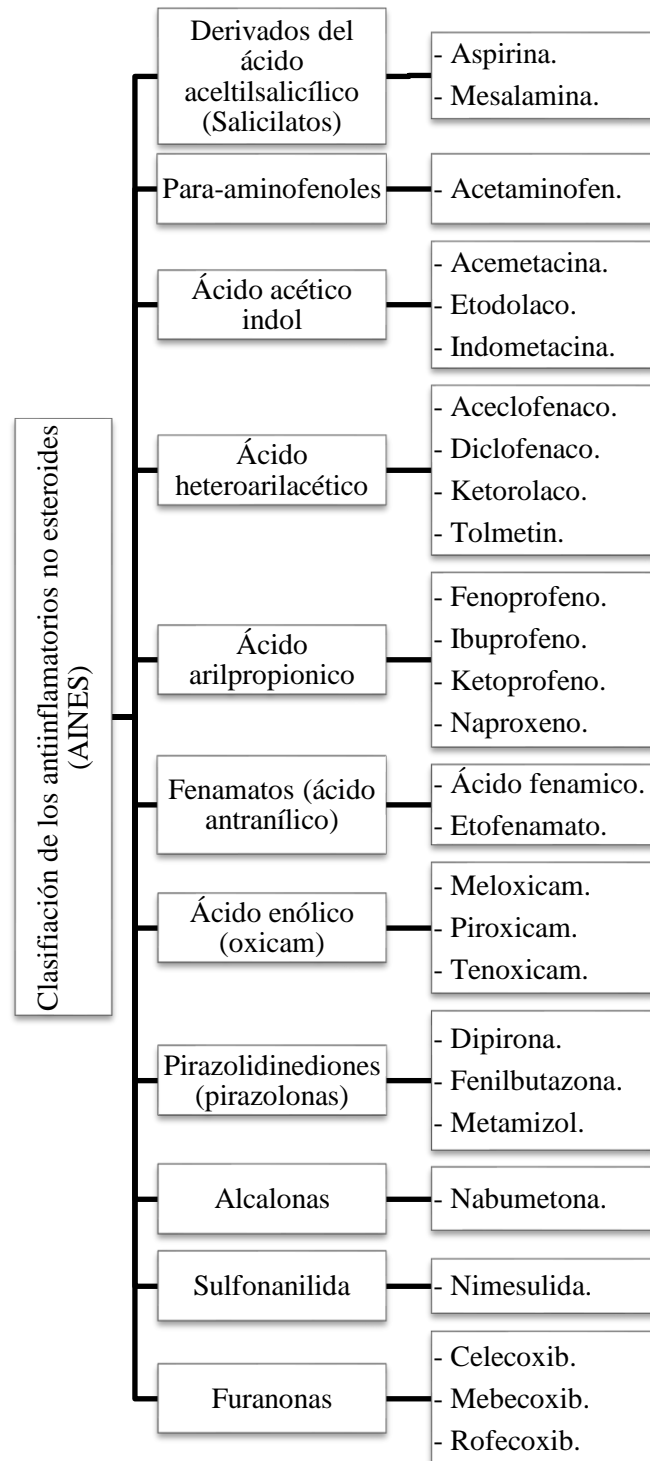 Clasifiación de los antiinflamatorios no esteroides
(AINES)
Derivados del
ácido
aceltilsalicílico
(Salicilatos)
- Aspirina.
- Mesalamina.
Para-aminofenoles
- Acetaminofen.
Ácido acético
indol
- Acemetacina.
- Etodolaco.
- Indometacina.
Ácido
heteroarilacético
- Aceclofenaco.
- Diclofenaco.
- Ketorolaco.
- Tolmetin.
Ácido
arilpropionico
- Fenoprofeno.
- Ibuprofeno.
- Ketoprofeno.
- Naproxeno.
Fenamatos (ácido
antranílico)
- Ácido fenamico.
- Etofenamato.
Ácido enólico
(oxicam)
- Meloxicam.
- Piroxicam.
- Tenoxicam.
Pirazolidinediones
(pirazolonas)
- Dipirona.
- Fenilbutazona.
- Metamizol.
Alcalonas
- Nabumetona.
Sulfonanilida
- Nimesulida.
Furanonas
- Celecoxib.
- Mebecoxib.
- Rofecoxib.